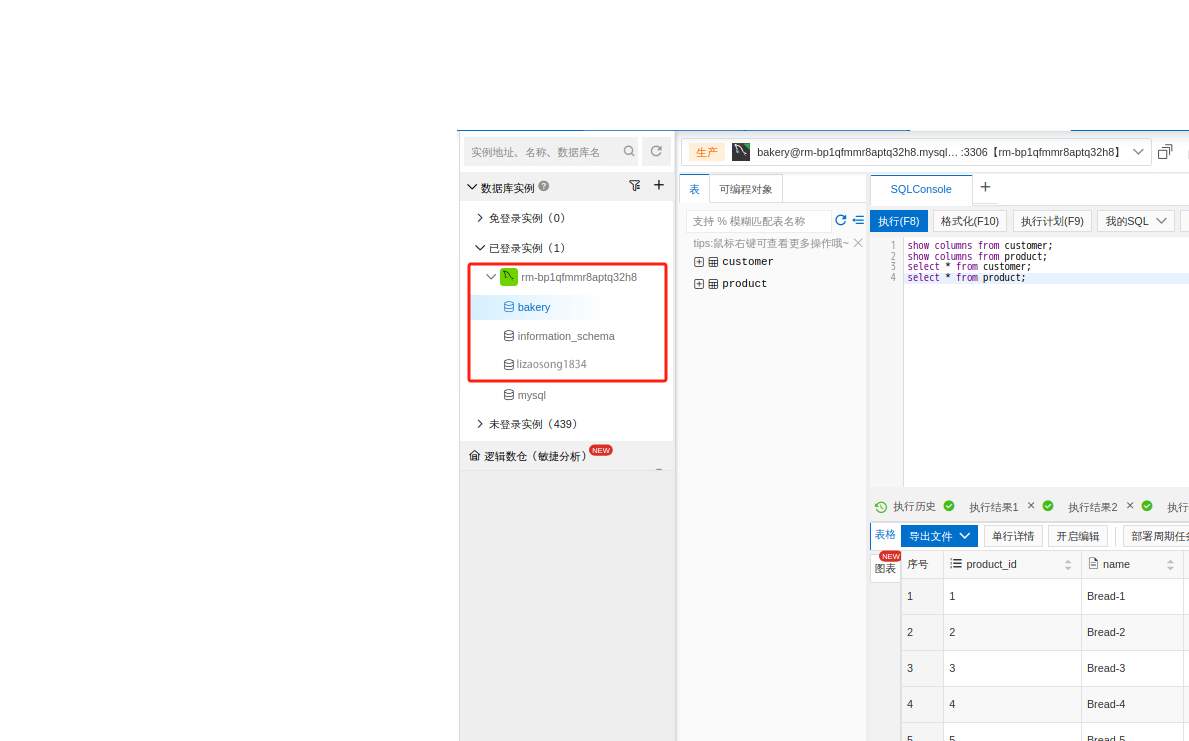 实例地址、名称、数据库名
数据库实例
免登录实例（0）
已登录实例（1）
rm-bp1qfmmr8aptq32h8
bakery
information_schema
lizaosong1834
mysql
未登录实例（439）
逻辑数仓（敏捷分析） NEW
生产 bakery@rm-bp1qfmmr8aptq32h8.mysql... :3306【rm-bp1qfmmr8aptq32h8】
表 可编程对象
支持 % 模糊匹配表名称
tips:鼠标右键可查看更多操作哦~
customer
product
SQLConsole
执行(F8) 格式化(F10) 执行计划(F9) 我的SQL
1 show columns from customer;
2 show columns from product;
3 select * from customer;
4 select * from product;
执行历史 执行结果1 执行结果2 执行
表格 导出文件 单行详情 开启编辑 部署周期任务
NEW
图表
序号 product_id name
1 1 Bread-1
2 2 Bread-2
3 3 Bread-3
4 4 Bread-4
5 5 Bread-5